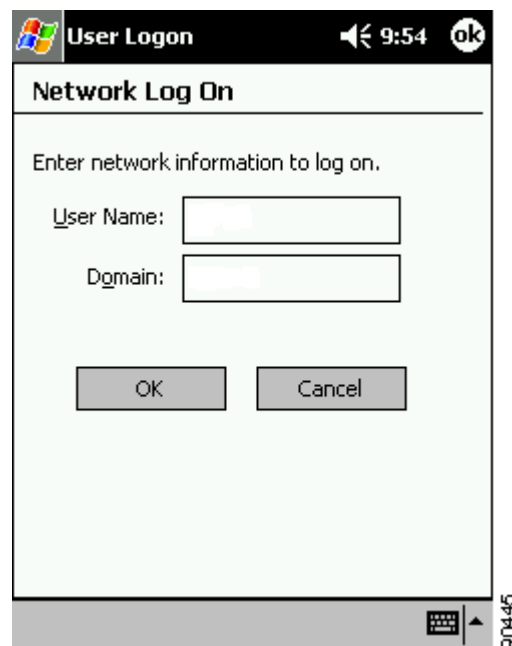 User Logon 9:54 ok
Network Log On
Enter network information to log on.
User Name:
Domain:
OK Cancel
90445